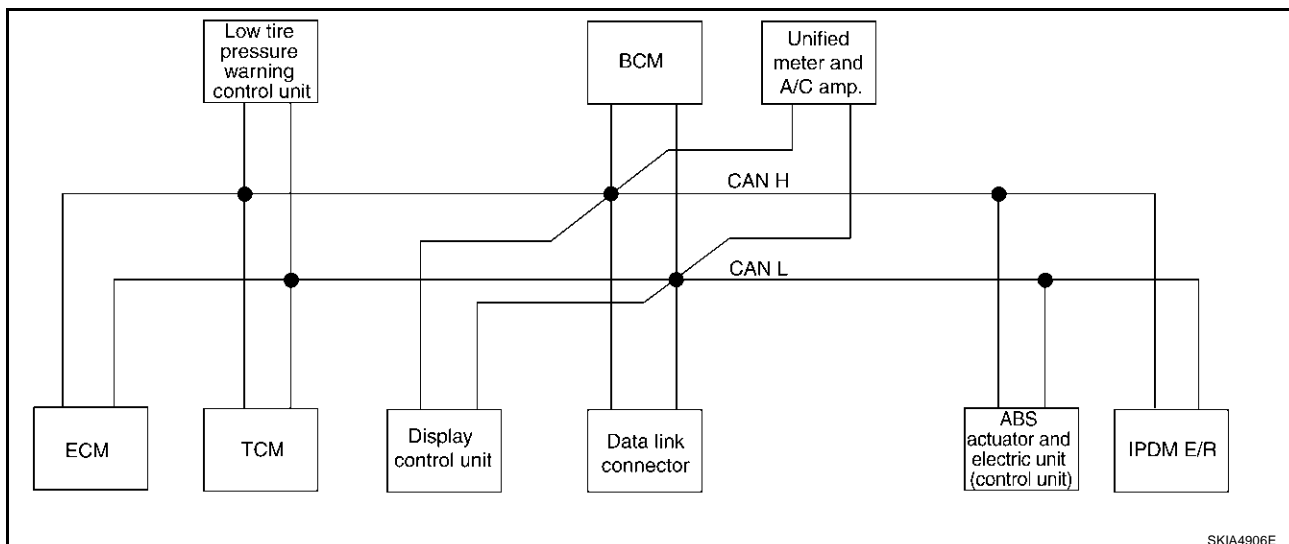 Low tire
pressure
warning
control unit
BCM
Unified
meter and
A/C amp.
CAN H
CAN L
ECM
TCM
Display
control unit
Data link
connector
ABS
actuator and
electric unit
(control unit)
IPDM E/R
SKIA4906E